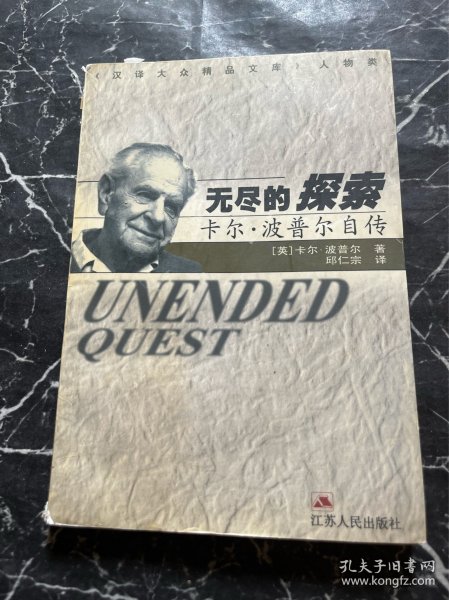 《汉译大众精品文库》人物类
无尽的探索
卡尔·波普尔自传
[英]卡尔·波普尔 著
邱仁宗 译
UNENDED
QUEST
江苏人民出版社
孔夫子旧书网
www.kongfz.com